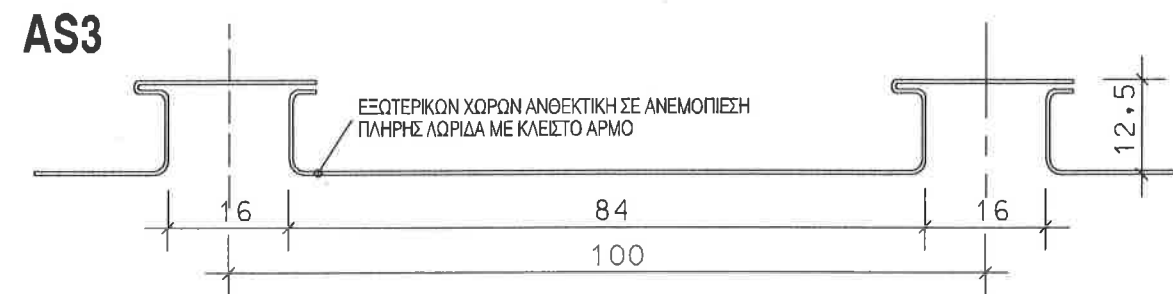 AS3
ΕΞΩΤΕΡΙΚΩΝ ΧΩΡΩΝ ΑΝΘΕΚΤΙΚΗ ΣΕ ΑΝΕΜΟΠΙΕΣΗ
ΠΛΗΡΗΣ ΛΩΡΙΔΑ ΜΕ ΚΛΕΙΣΤΟ ΑΡΜΟ
12,5
16
84
16
100